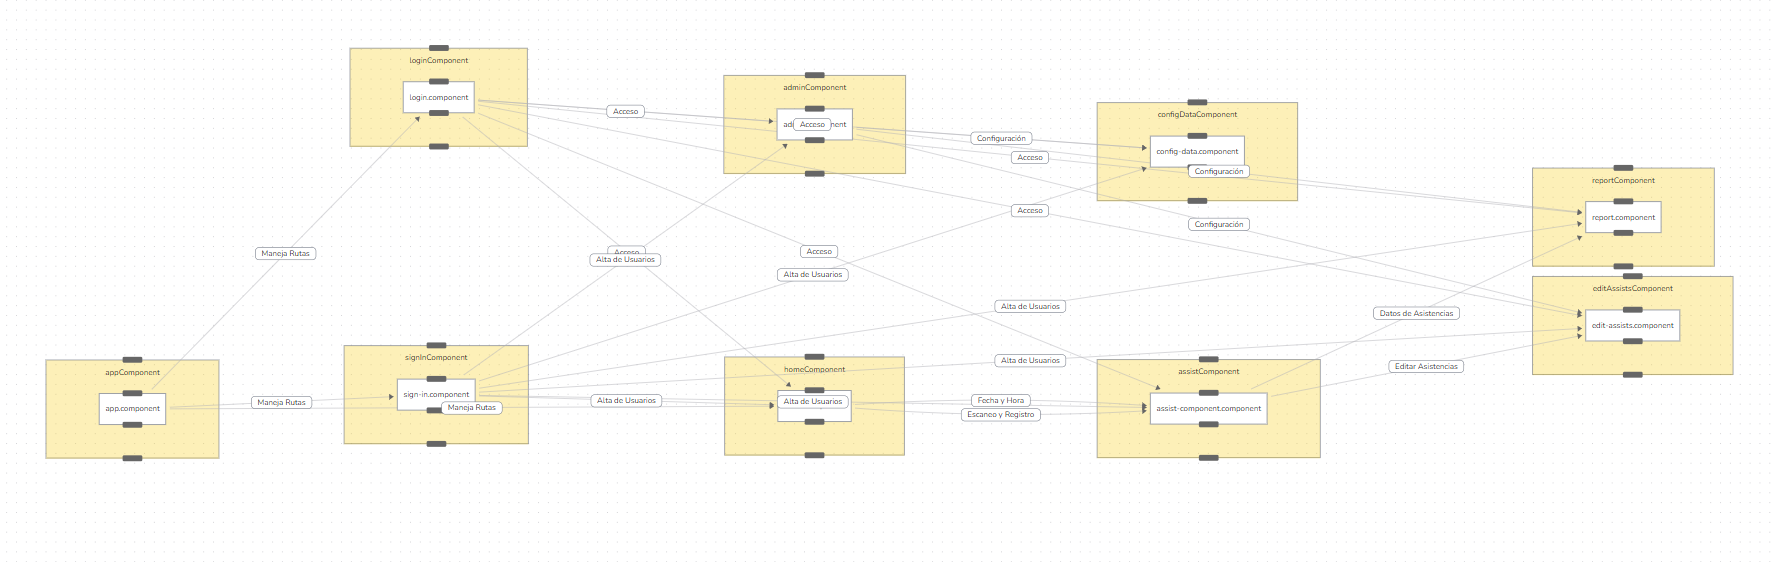 loginComponent
login.component
adminComponent
Acceso
Acceso
configDataComponent
config-data.component
Configuración
Acceso
Configuración
reportComponent
report.component
Acceso
Configuración
Maneja Rutas
Acceso
Alta de Usuarios
Acceso
Alta de Usuarios
editAssistsComponent
edit-assists.component
Alta de Usuarios
Datos de Asistencias
signInComponent
sign-in.component
Alta de Usuarios
Editar Asistencias
appComponent
app.component
Maneja Rutas
Maneja Rutas
homeComponent
Alta de Usuarios
Alta de Usuarios
assistComponent
assist-component.component
Fecha y Hora
Escaneo y Registro